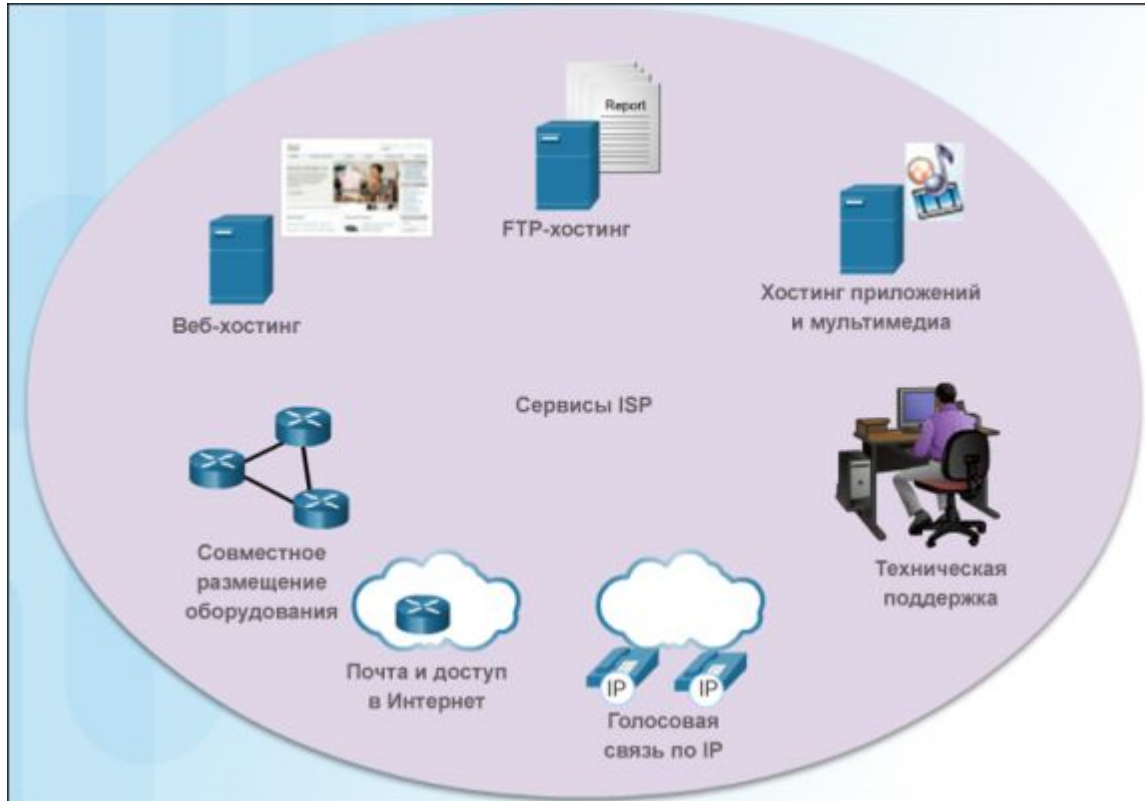 Report
FTP-хостинг
Веб-хостинг
Хостинг приложений
и мультимедиа
Сервисы ISP
Совместное
размещение
оборудования
Техническая
поддержка
Почта и доступ
в Интернет
IP
IP
Голосовая
связь по IP